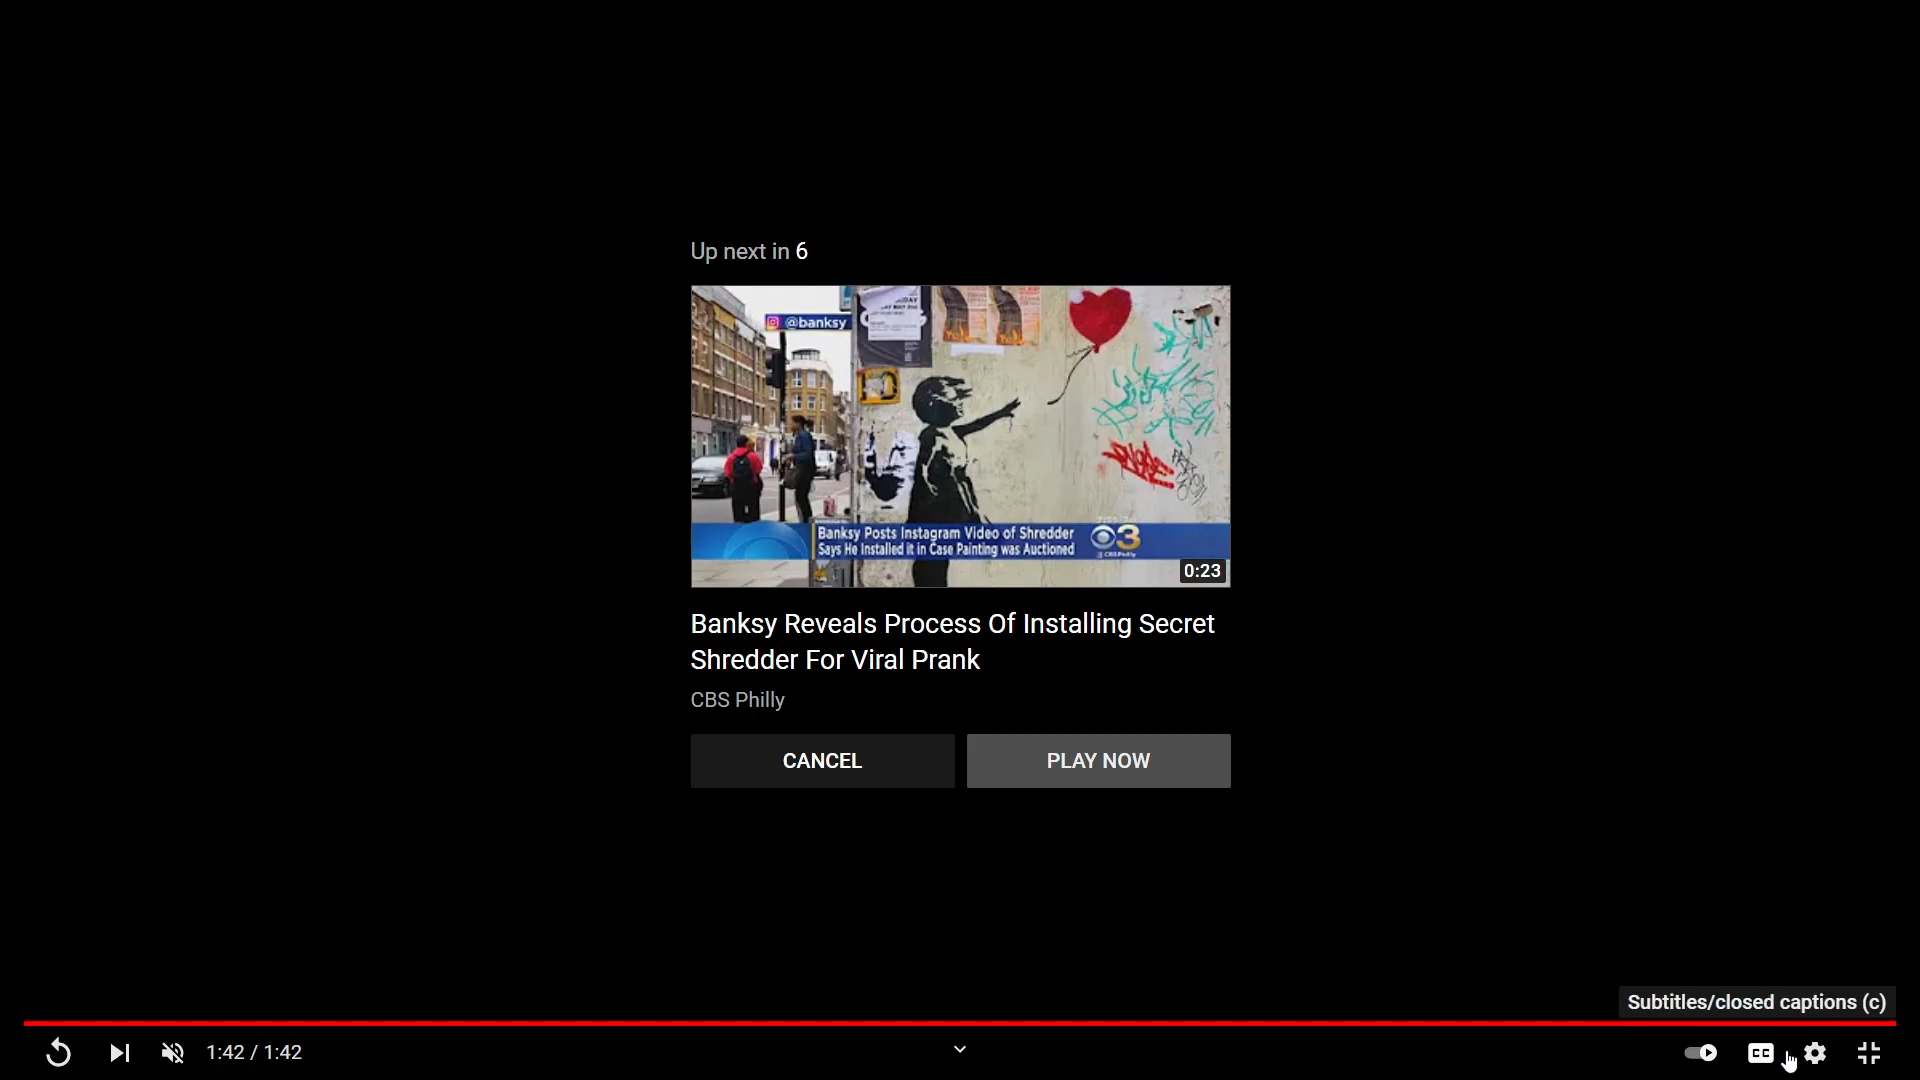 Up next in 6
@banksy
Banksy Posts Instagram Video of Shredder
Says He Installed it in Case Painting was Auctioned
3
0:23
Banksy Reveals Process Of Installing Secret
Shredder For Viral Prank
CBS Philly
CANCEL
PLAY NOW
Subtitles/closed captions (c)
1:42 / 1:42
CC